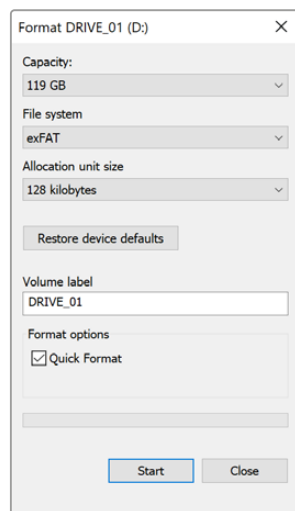 Format DRIVE_01 (D:)
Capacity:
119 GB
File system
exFAT
Allocation unit size
128 kilobytes
Restore device defaults
Volume label
DRIVE_01
Format options
Quick Format
Start Close